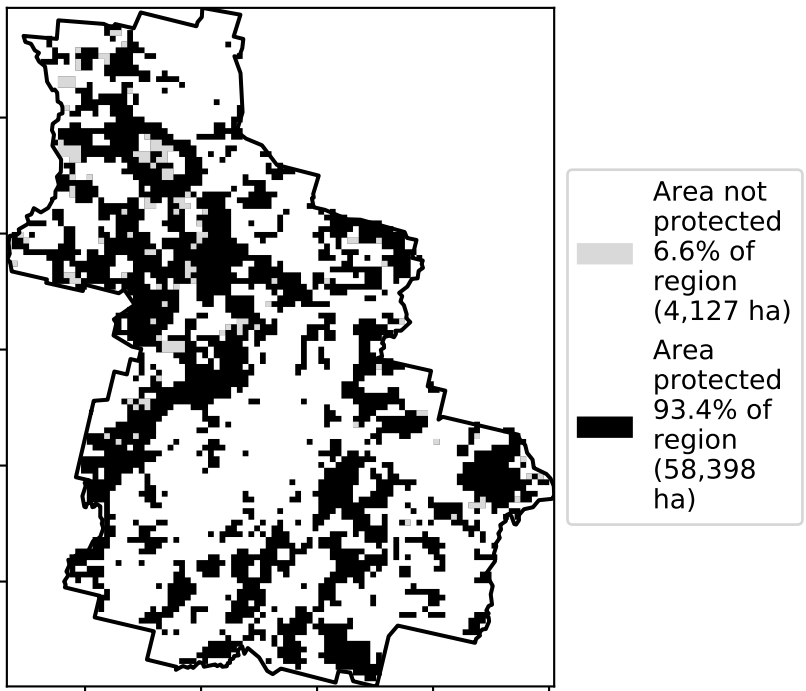 Area not
protected
6.6% of
region
(4,127 ha)
Area
protected
93.4% of
region
(58,398
ha)